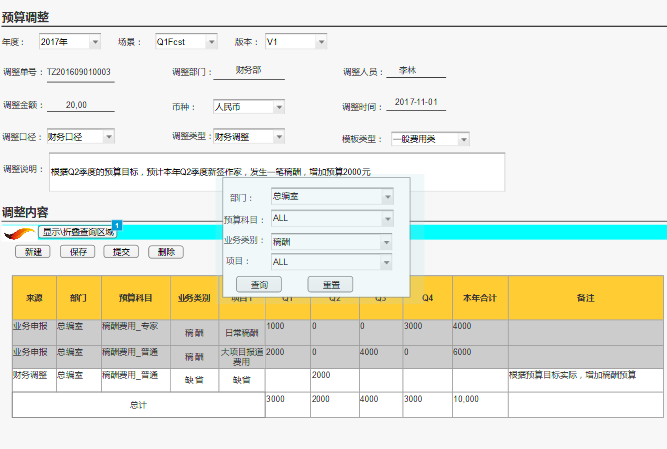 预算调整
年度： 2017年 场景： Q1Fcst 版本： V1
调整单号： TZ201609010003 调整部门： 财务部 调整人员： 李林
调整金额： 20,00 币种： 人民币 调整时间： 2017-11-01
调整口径： 财务口径 调整类型： 财务调整 模板类型： 一般费用类
调整说明： 根据Q2季度的预算目标，预计本年Q2季度新签作家，发生一笔稿酬，增加预算2000元
部门： 总编室
预算科目： ALL
业务类别： 稿酬
项目： ALL
查询 重置
调整内容
显示\折叠查询区域 1
新建 保存 提交 删除
来源 部门 预算科目 业务类别 项目1 Q1 Q2 Q3 Q4 本年合计 备注
业务申报 总编室 稿酬费用_专家 稿酬 日常稿酬 1000 0 0 3000 4000
业务申报 总编室 稿酬费用_普通 稿酬 大项目报道费用 2000 0 4000 0 6000
财务调整 总编室 稿酬费用_普通 缺省 缺省 2000 根据预算目标实际，增加稿酬预算
总计 3000 2000 4000 3000 10,000